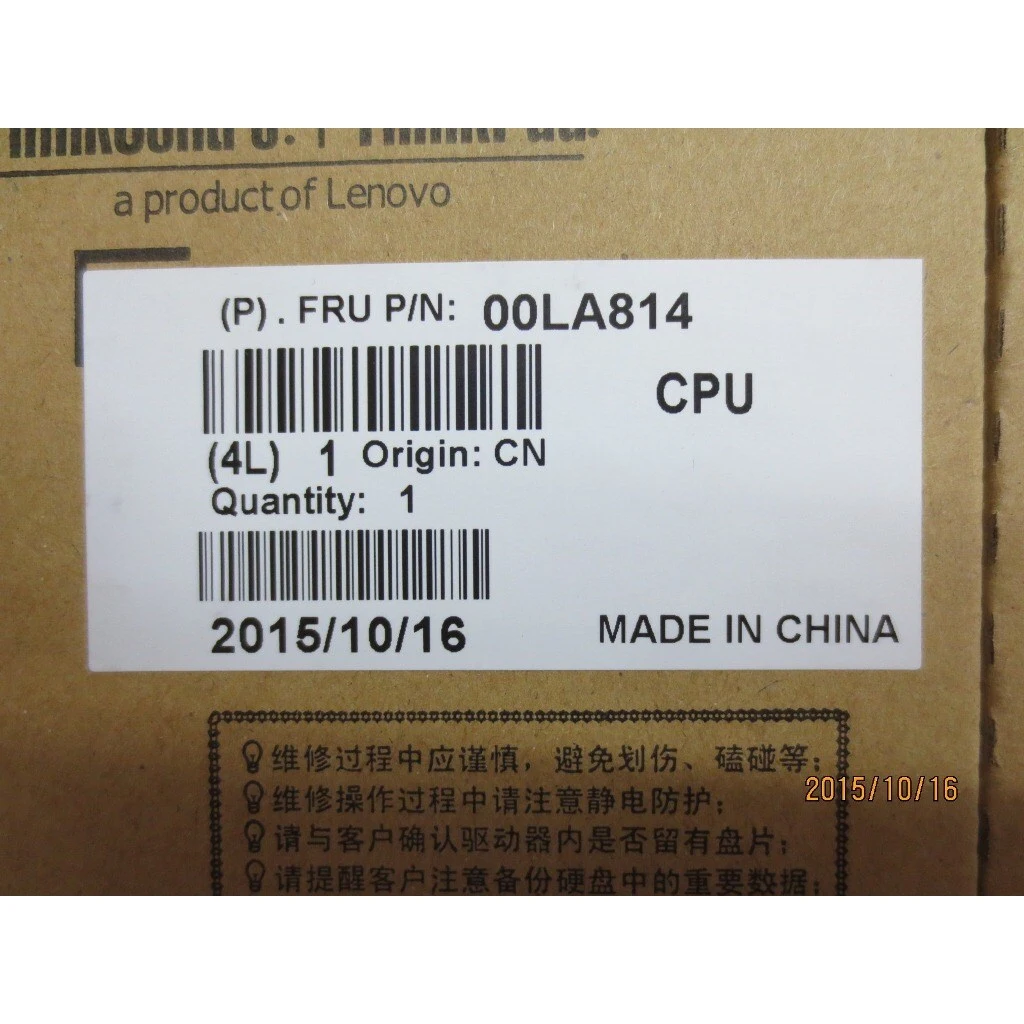 a product of Lenovo
(P) . FRU P/N: 00LA814
CPU
(4L) 1 Origin: CN
Quantity: 1
2015/10/16
MADE IN CHINA
维修过程中应谨慎，避免划伤、磕碰等；
维修操作过程中请注意静电防护；
请与客户确认驱动器内是否留有盘片；
请提醒客户注意备份硬盘中的重要数据；
2015/10/16